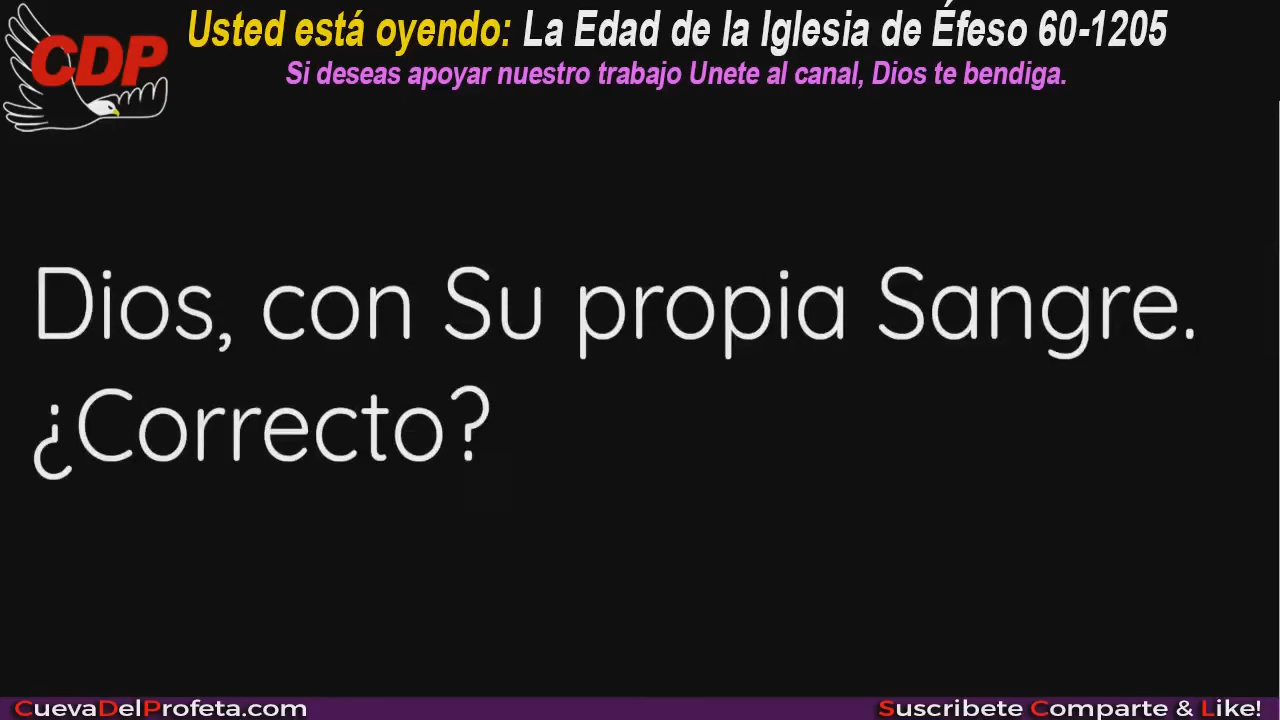 CDP
Usted está oyendo: La Edad de la Iglesia de Éfeso 60-1205
Si deseas apoyar nuestro trabajo Unete al canal, Dios te bendiga.
Dios, con Su propia Sangre.
¿Correcto?
CuevaDelProfeta.com
Suscribete Comparte & Like!